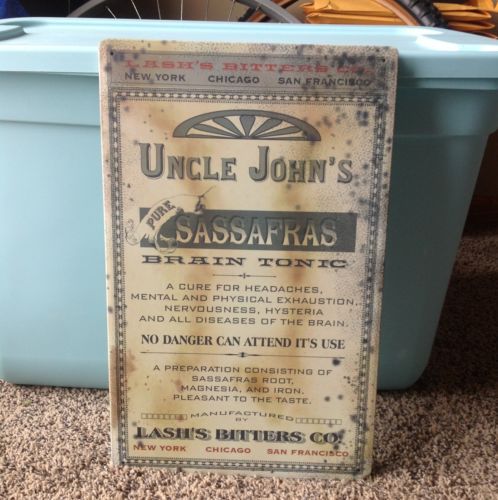 LASH'S BITTERS CO.
NEW YORK CHICAGO SAN FRANCISCO
UNCLE JOHN'S
PURE
SASSAFRAS
BRAIN TONIC
A CURE FOR HEADACHES,
MENTAL AND PHYSICAL EXHAUSTION,
NERVOUSNESS, HYSTERIA
AND ALL DISEASES OF THE BRAIN.
NO DANGER CAN ATTEND IT'S USE
A PREPARATION CONSISTING OF
SASSAFRAS ROOT,
MAGNESIA, AND IRON.
PLEASANT TO THE TASTE.
MANUFACTURED
BY
LASH'S BITTERS CO.
NEW YORK CHICAGO SAN FRANCISCO